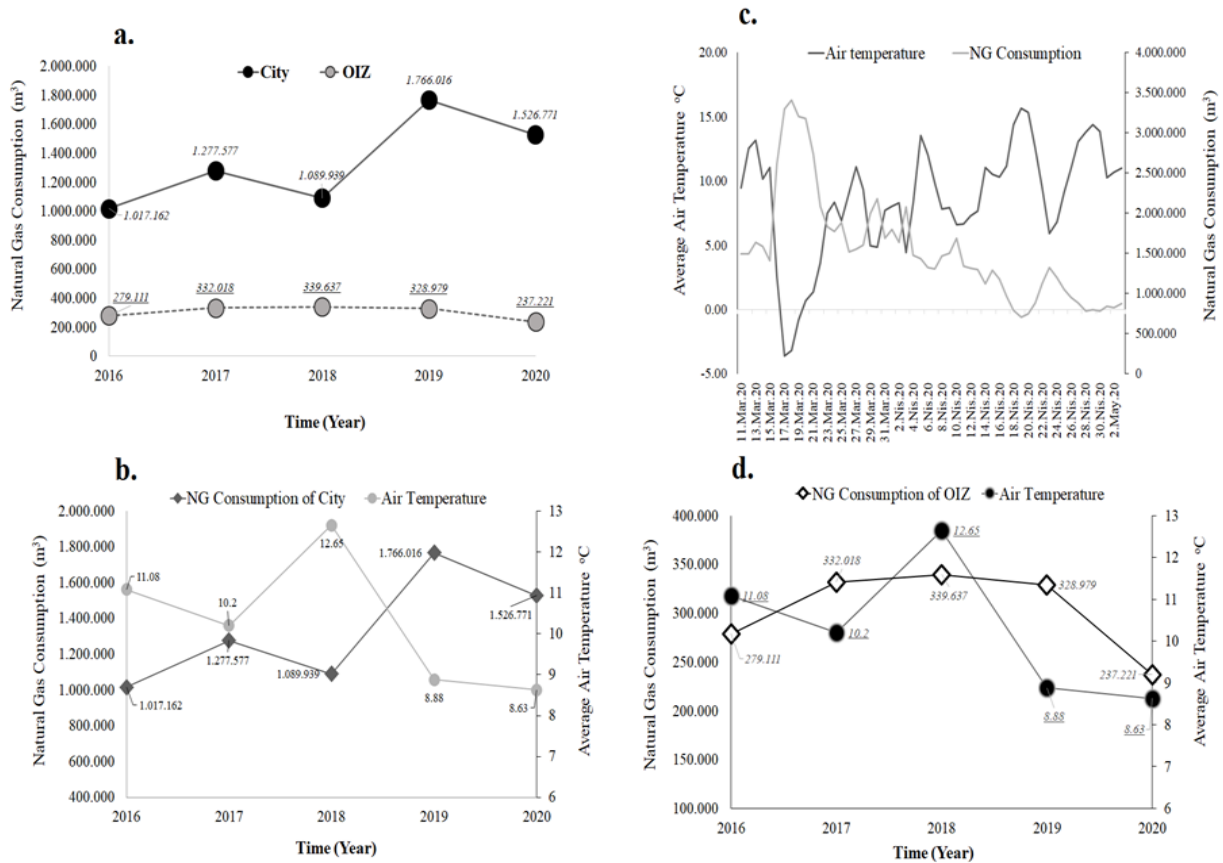 a.
Natural Gas Consumption (m³)
City
OIZ
2.000.000
1.800.000
1.600.000
1.400.000
1.200.000
1.000.000
800.000
600.000
400.000
200.000
0
1.017.162
1.277.577
1.089.939
1.766.016
1.526.771
279.111
332.018
339.637
328.979
237.221
2016
2017
2018
2019
2020
Time (Year)
c.
Air temperature
NG Consumption
Average Air Temperature °C
20.00
15.00
10.00
5.00
0.00
-5.00
Natural Gas Consumption (m³)
4.000.000
3.500.000
3.000.000
2.500.000
2.000.000
1.500.000
1.000.000
500.000
0
11.Mar.20
13.Mar.20
15.Mar.20
17.Mar.20
19.Mar.20
21.Mar.20
23.Mar.20
25.Mar.20
27.Mar.20
29.Mar.20
31.Mar.20
2.Nis.20
4.Nis.20
6.Nis.20
8.Nis.20
10.Nis.20
12.Nis.20
14.Nis.20
16.Nis.20
18.Nis.20
20.Nis.20
22.Nis.20
24.Nis.20
26.Nis.20
28.Nis.20
30.Nis.20
2.May.20
b.
NG Consumption of City
Air Temperature
Natural Gas Consumption (m³)
2.000.000
1.800.000
1.600.000
1.400.000
1.200.000
1.000.000
800.000
600.000
400.000
Average Air Temperature °C
13
12
11
10
9
8
7
6
11.08
10.2
12.65
8.88
8.63
1.017.162
1.277.577
1.089.939
1.766.016
1.526.771
2016
2017
2018
2019
2020
Time (Year)
d.
NG Consumption of OIZ
Air Temperature
Natural Gas Consumption (m³)
400.000
350.000
300.000
250.000
200.000
150.000
100.000
Average Air Temperature °C
13
12
11
10
9
8
7
6
11.08
10.2
12.65
8.88
8.63
279.111
332.018
339.637
328.979
237.221
2016
2017
2018
2019
2020
Time (Year)